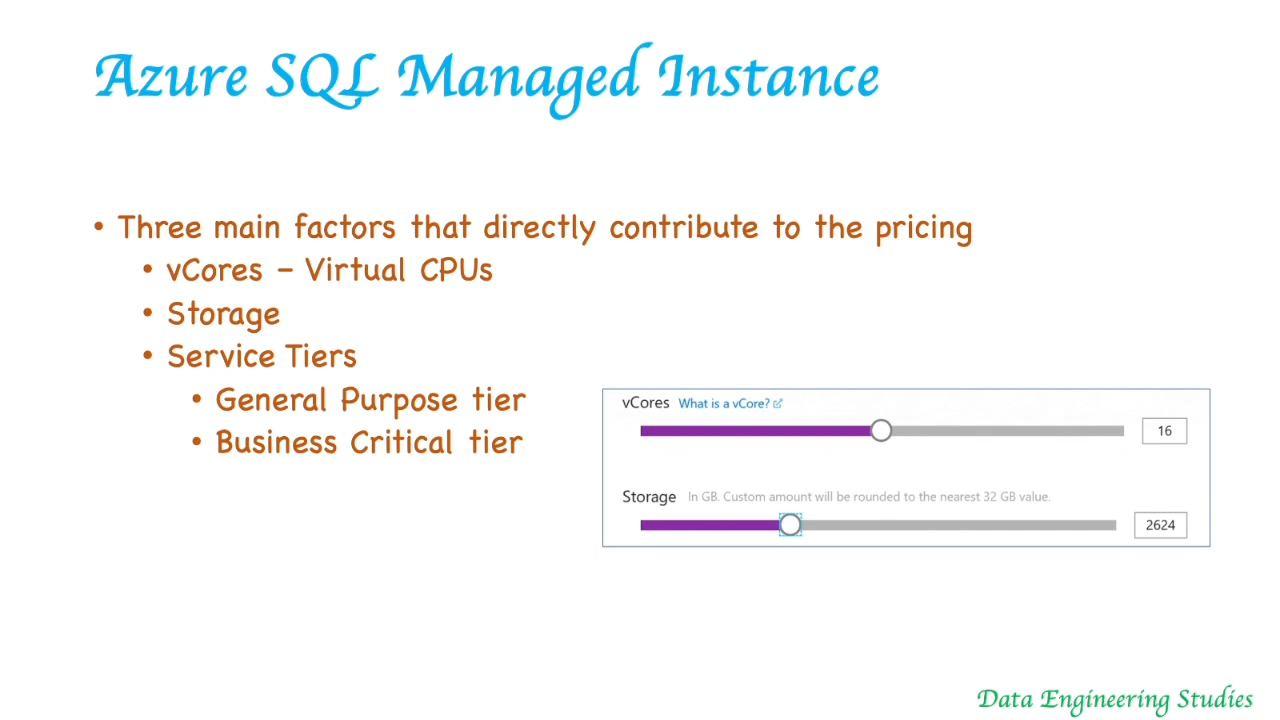 Azure SQL Managed Instance
• Three main factors that directly contribute to the pricing
• vCores – Virtual CPUs
• Storage
• Service Tiers
• General Purpose tier
• Business Critical tier
vCores What is a vCore?
16
Storage In GB. Custom amount will be rounded to the nearest 32 GB value.
2624
Data Engineering Studies